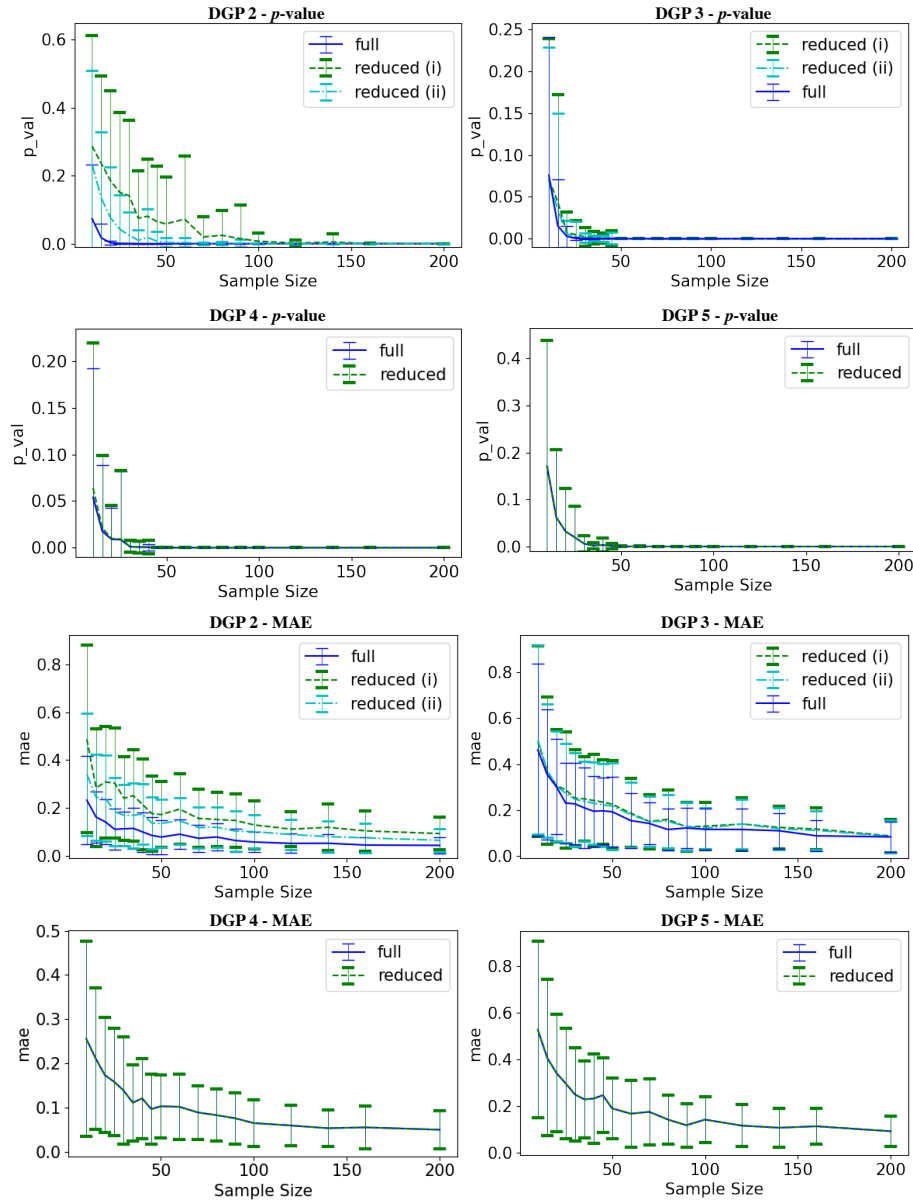 DGP 2 - p-value
0.6
0.4
0.2
0.0
p_val
full
reduced (i)
reduced (ii)
50
100
150
200
Sample Size
DGP 3 - p-value
0.25
0.20
0.15
0.10
0.05
0.00
p_val
reduced (i)
reduced (ii)
full
50
100
150
200
Sample Size
DGP 4 - p-value
0.20
0.15
0.10
0.05
0.00
p_val
full
reduced
50
100
150
200
Sample Size
DGP 5 - p-value
0.4
0.3
0.2
0.1
0.0
p_val
full
reduced
50
100
150
200
Sample Size
DGP 2 - MAE
0.8
0.6
0.4
0.2
0.0
mae
full
reduced (i)
reduced (ii)
50
100
150
200
Sample Size
DGP 3 - MAE
0.8
0.6
0.4
0.2
0.0
mae
reduced (i)
reduced (ii)
full
50
100
150
200
Sample Size
DGP 4 - MAE
0.5
0.4
0.3
0.2
0.1
0.0
mae
full
reduced
50
100
150
200
Sample Size
DGP 5 - MAE
0.8
0.6
0.4
0.2
0.0
mae
full
reduced
50
100
150
200
Sample Size